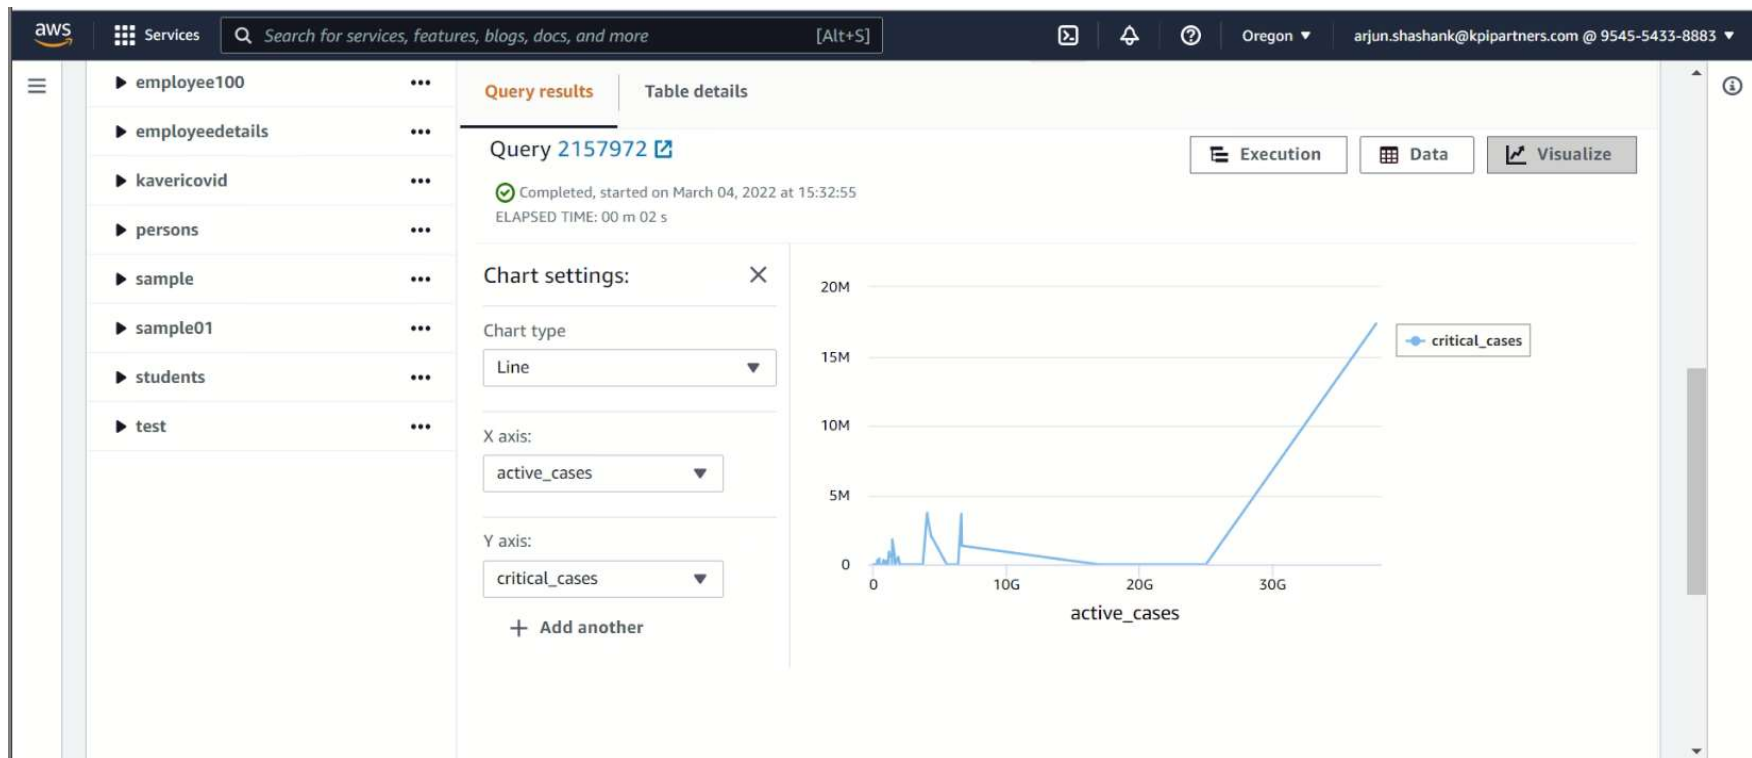 aws
Services
Search for services, features, blogs, docs, and more [Alt+S]
Oregon ▼
arjun.shashank@kpipartners.com @ 9545-5433-8883 ▼
employee100
employeedetails
kavericovid
persons
sample
sample01
students
test
Query results
Table details
Query 2157972
Execution
Data
Visualize
Completed, started on March 04, 2022 at 15:32:55
ELAPSED TIME: 00 m 02 s
Chart settings:
Chart type
Line
X axis:
active_cases
Y axis:
critical_cases
+ Add another
20M
15M
10M
5M
0
0 10G 20G 30G
active_cases
critical_cases